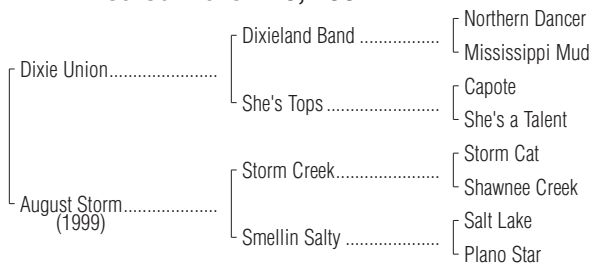 Dixieland Band
Northern Dancer
Mississippi Mud
Dixie Union
She's Tops
Capote
She's a Talent
Storm Creek
Storm Cat
Shawnee Creek
August Storm
(1999)
Smellin Salty
Salt Lake
Plano Star